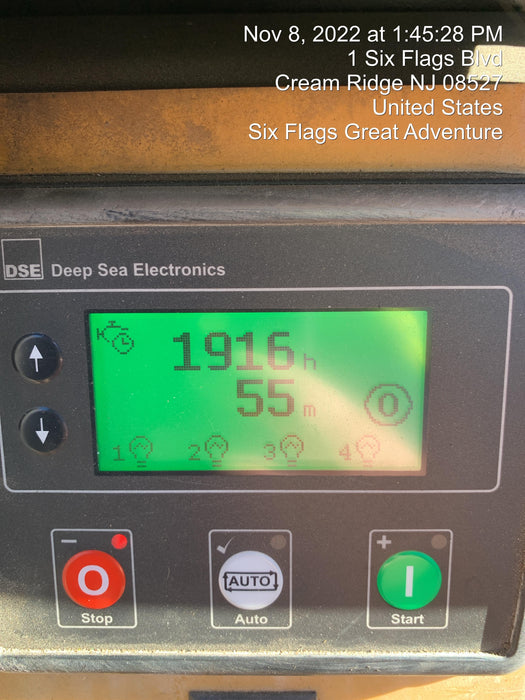 Nov 8, 2022 at 1:45:28 PM
1 Six Flags Blvd
Cream Ridge NJ 08527
United States
Six Flags Great Adventure
DSE Deep Sea Electronics
1916 h
55 m
0
1 2 3 4
− ✓ +
O AUTO I
Stop Auto Start